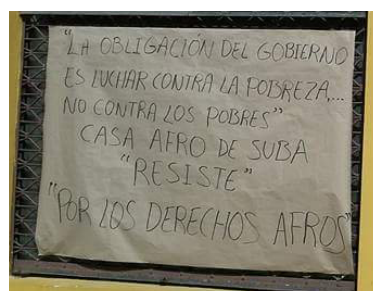 "LA OBLIGACIÓN DEL GOBIERNO
ES LUCHAR CONTRA LA POBREZA,...
NO CONTRA LOS POBRES"
CASA AFRO DE SUBA
"RESISTE"
"POR LOS DERECHOS AFROS"